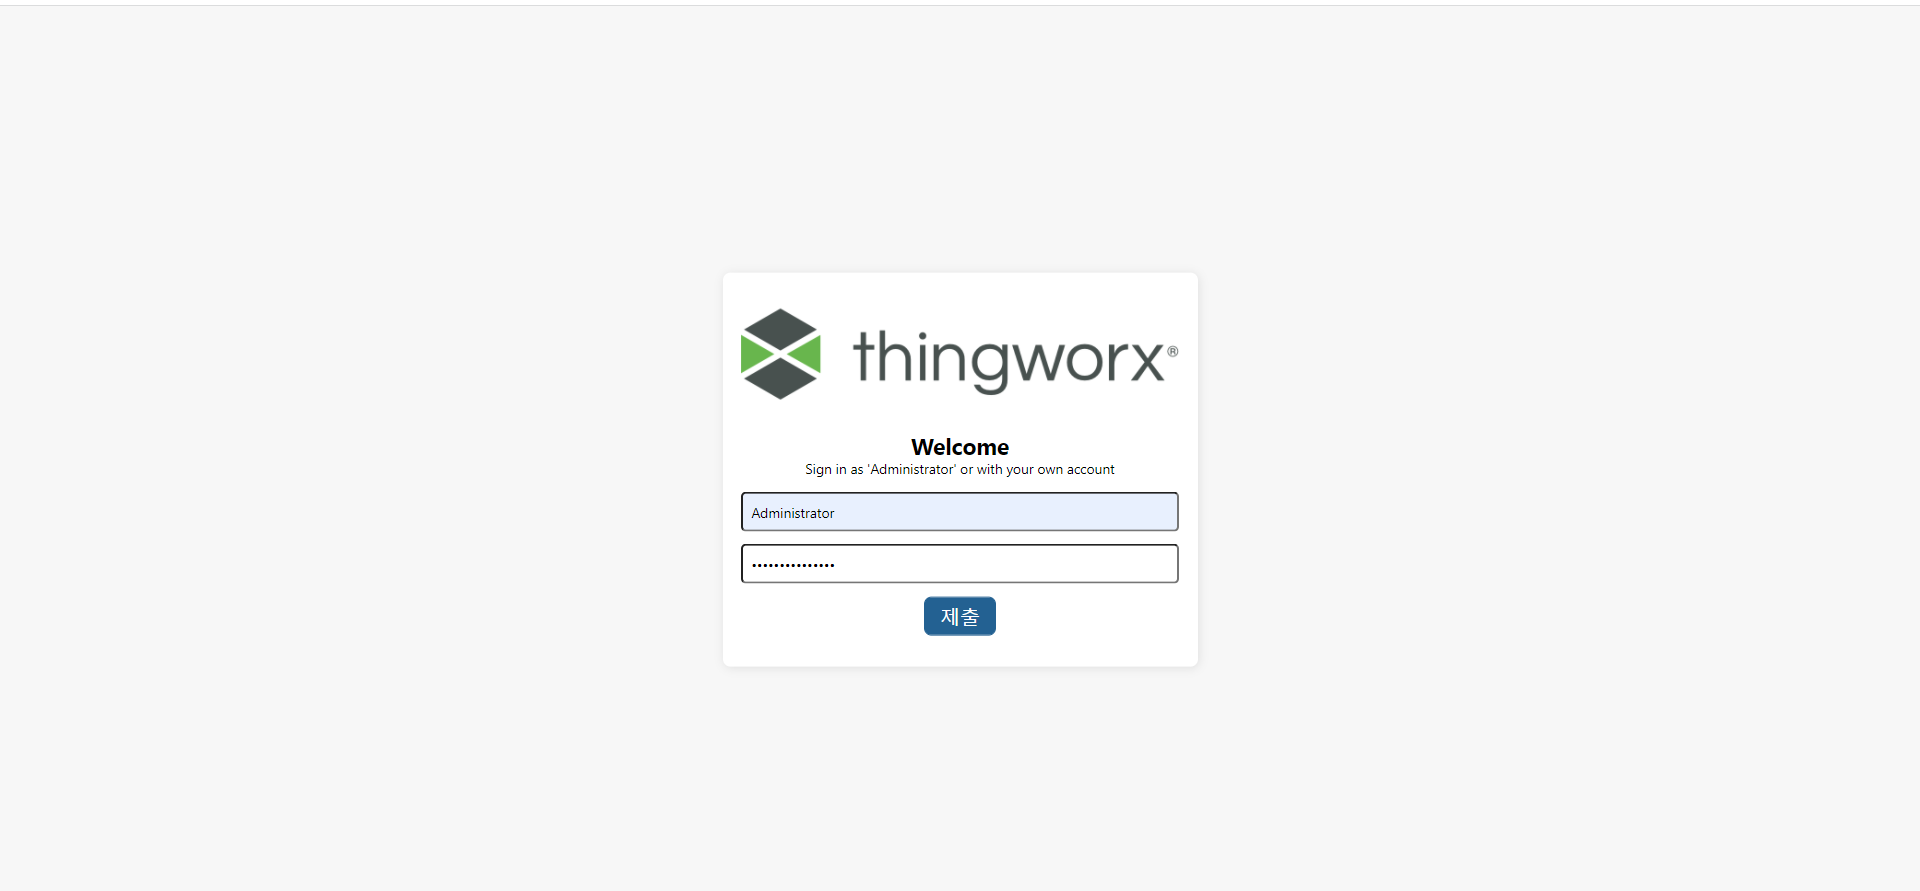 thingworx®
Welcome
Sign in as 'Administrator' or with your own account
Administrator
•••••••••••••••
제출